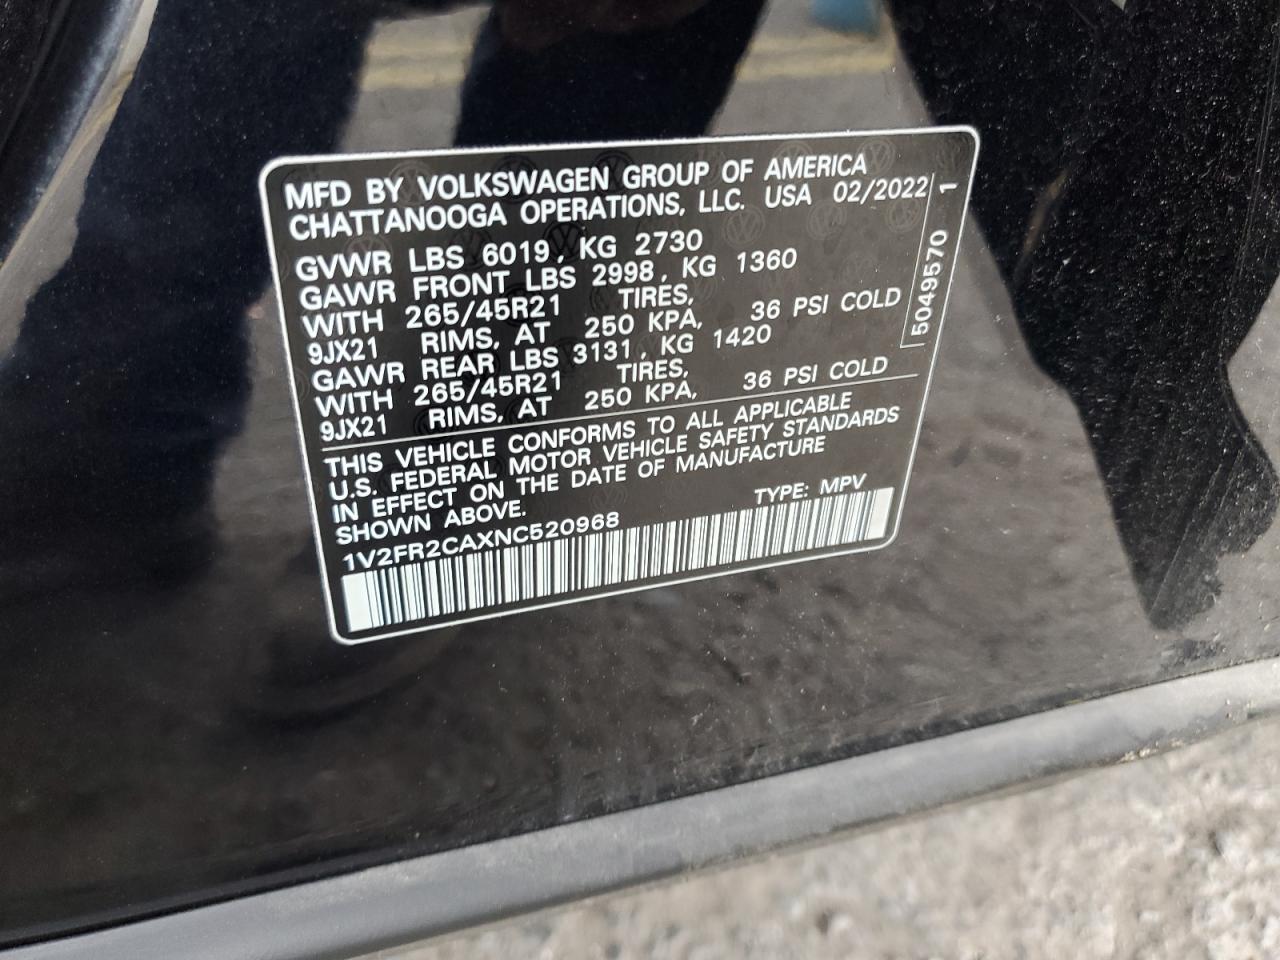 MFD BY VOLKSWAGEN GROUP OF AMERICA
CHATTANOOGA OPERATIONS, LLC. USA 02/2022
GVWR LBS 6019, KG 2730
GAWR FRONT LBS 2998, KG 1360
WITH 265/45R21 TIRES,
9JX21 RIMS, AT 250 KPA, 36 PSI COLD
GAWR REAR LBS 3131, KG 1420
WITH 265/45R21 TIRES,
9JX21 RIMS, AT 250 KPA, 36 PSI COLD
THIS VEHICLE CONFORMS TO ALL APPLICABLE
U.S. FEDERAL MOTOR VEHICLE SAFETY STANDARDS
IN EFFECT ON THE DATE OF MANUFACTURE
SHOWN ABOVE.
TYPE: MPV
1V2FR2CAXNC520968
5049570 1